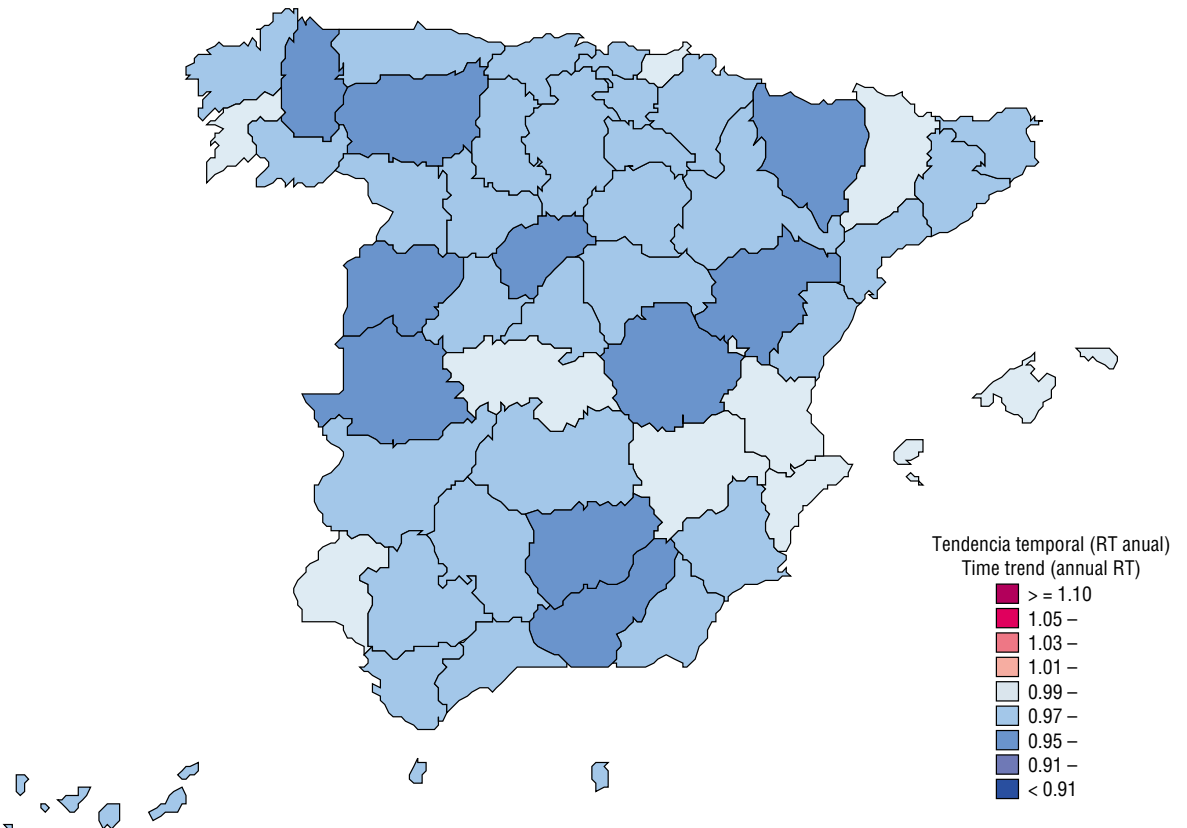 Tendencia temporal (RT anual)
Time trend (annual RT)
> = 1.10
1.05 –
1.03 –
1.01 –
0.99 –
0.97 –
0.95 –
0.91 –
< 0.91